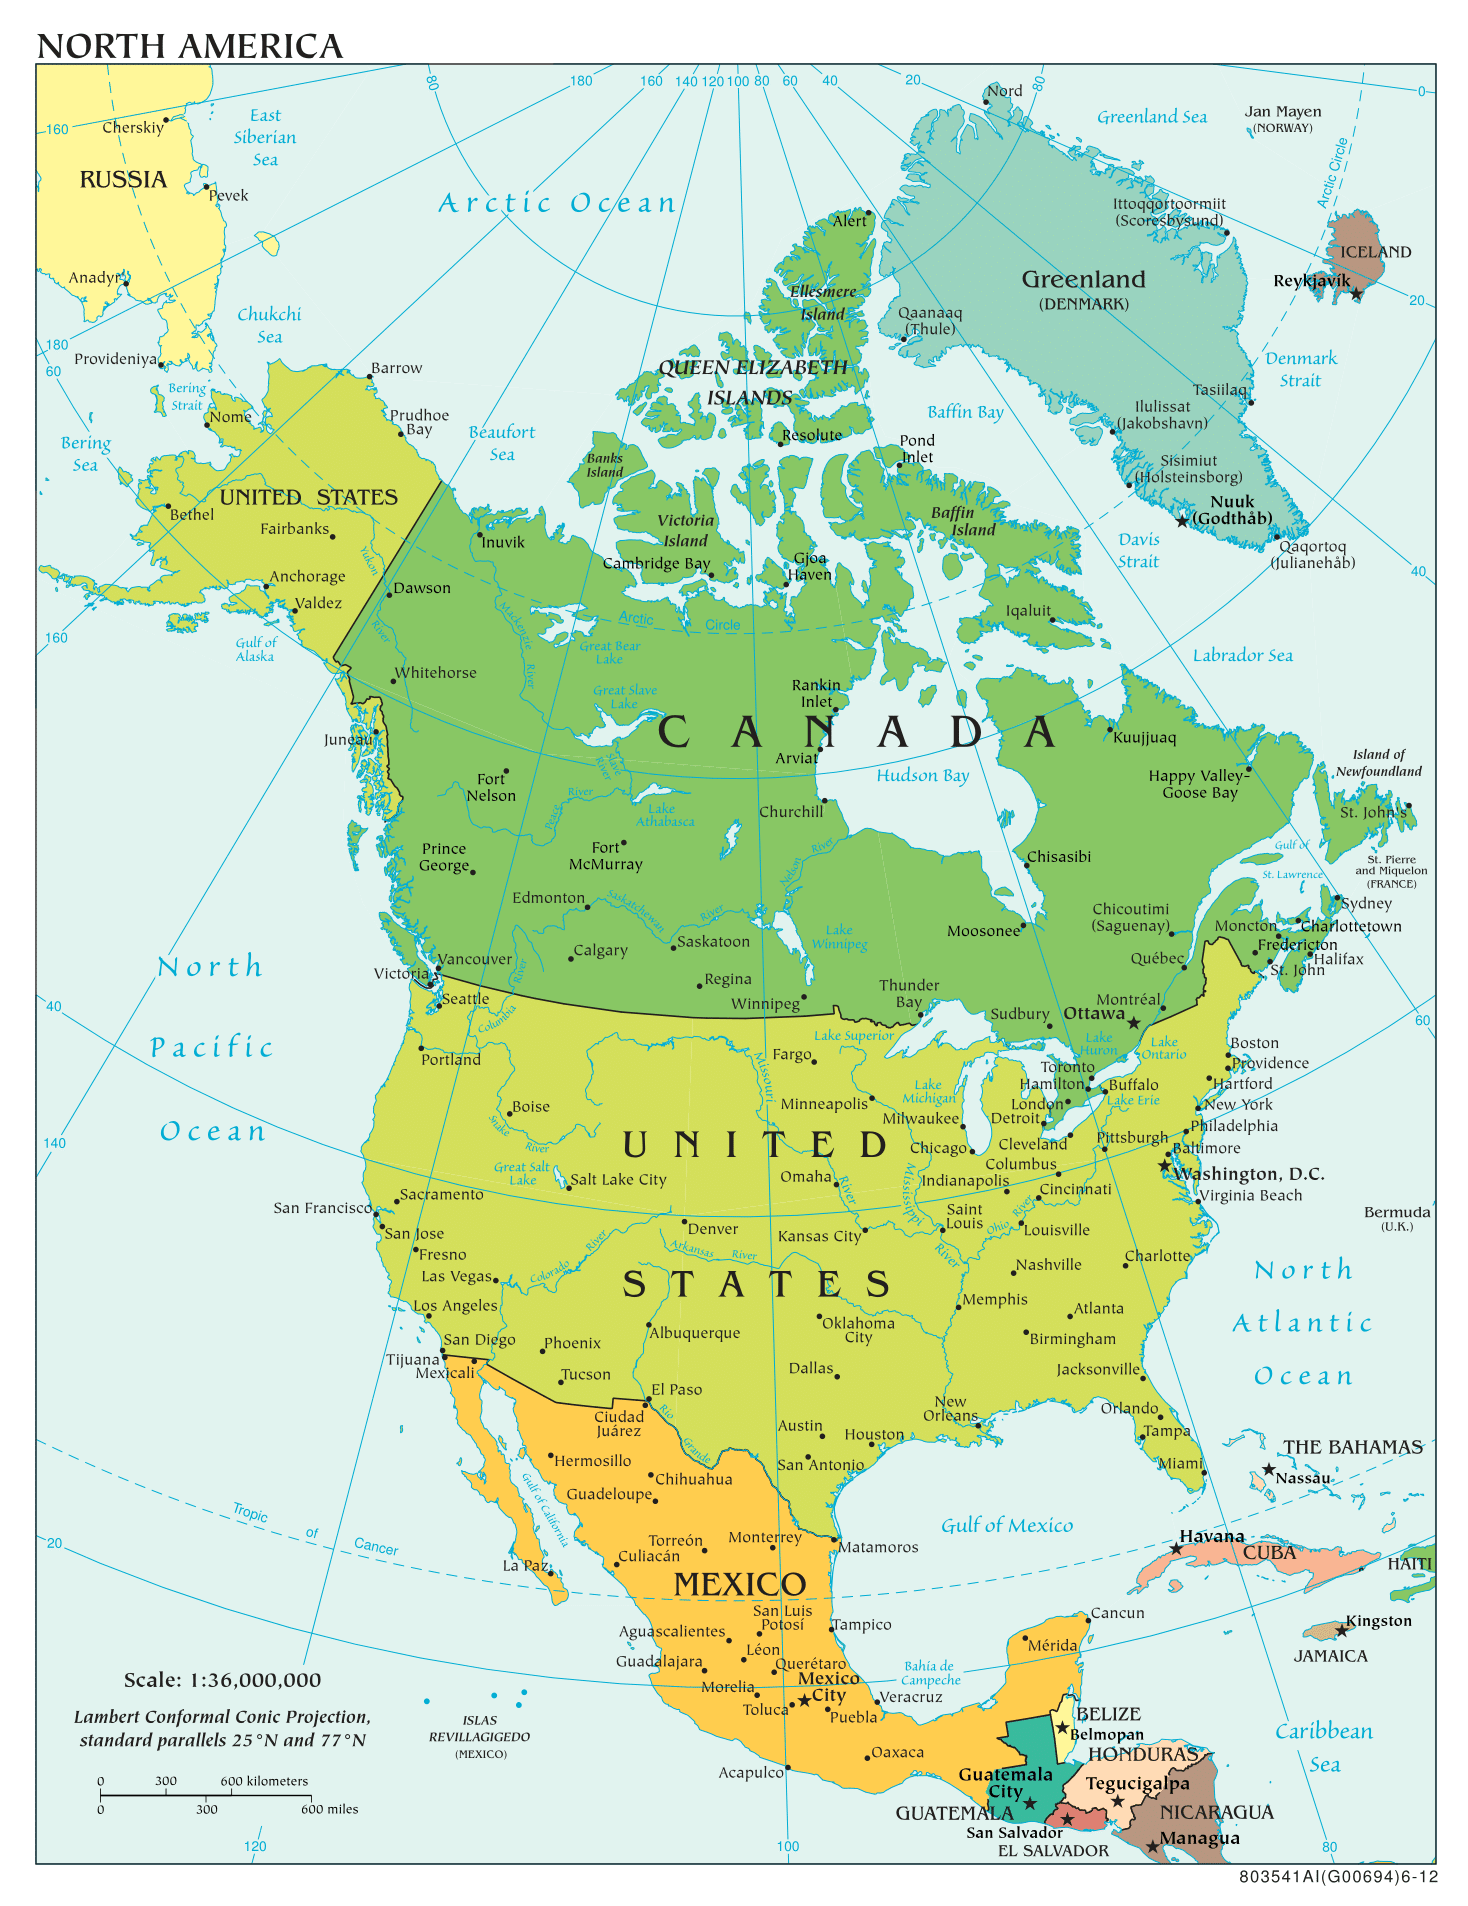 NORTH AMERICA
80
180
160
140
120
100
80
60
40
20
80
0
Nord
Greenland Sea
Jan Mayen
(NORWAY)
160
Cherskiy
East
Siberian
Sea
RUSSIA
Pevek
Arctic Ocean
Arctic Circle
Alert
Ittoqqortoormiit
(Scoresbysund)
ICELAND
Reykjavík
20
Anadyr
Greenland
(DENMARK)
Ellesmere
Island
Chukchi
Sea
Qaanaaq
(Thule)
180
60
Provideniya
Barrow
QUEEN ELIZABETH
ISLANDS
Denmark
Strait
Bering
Strait
Nome
Prudhoe
Bay
Tasiilaq
Baffin Bay
Ilulissat
(Jakobshavn)
Bering
Sea
Beaufort
Sea
Resolute
Pond
Inlet
Banks
Island
Sisimiut
(Holsteinsborg)
UNITED STATES
Nuuk
(Godthåb)
Bethel
Fairbanks
Victoria
Island
Baffin
Island
Inuvik
Davis
Strait
Qaqortoq
(Julianehåb)
Yukon
River
Cambridge Bay
Gjoa
Haven
40
Anchorage
Dawson
Valdez
Mackenzie
River
Arctic
Circle
Iqaluit
160
Gulf of
Alaska
Great Bear
Lake
Labrador Sea
Whitehorse
Great Slave
Lake
Rankin
Inlet
CANADA
Juneau
Arviat
Kuujjuaq
Island of
Newfoundland
Slave
River
Hudson Bay
Fort
Nelson
Peace
River
Happy Valley-
Goose Bay
Lake
Athabasca
Churchill
St. John's
Prince
George
Fort
McMurray
Nelson
River
Chisasibi
Gulf of
St. Lawrence
St. Pierre
and Miquelon
(FRANCE)
Edmonton
Saskatchewan
River
Sydney
Chicoutimi
(Saguenay)
Moosonee
Lake
Winnipeg
Moncton
Charlottetown
Calgary
Saskatoon
Fredericton
Halifax
St. John
Québec
North
Pacific
Ocean
Vancouver
Victoria
Regina
Winnipeg
Thunder
Bay
Montréal
Seattle
Columbia
River
Sudbury
Ottawa
40
60
Lake Superior
Lake
Huron
Lake
Ontario
Portland
Missouri
Fargo
Boston
Providence
Toronto
Hamilton
Buffalo
Hartford
Lake
Michigan
Lake Erie
Boise
Minneapolis
Milwaukee
London
Detroit
New York
Snake
River
Philadelphia
140
UNITED
Chicago
Cleveland
Pittsburgh
Baltimore
Great Salt
Lake
Salt Lake City
Omaha
River
Mississippi
River
Columbus
Indianapolis
Cincinnati
Washington, D.C.
Sacramento
San Francisco
Virginia Beach
Bermuda
(U.K.)
San Jose
Denver
Kansas City
Saint
Louis
Ohio
River
Louisville
Fresno
Arkansas
River
Charlotte
Las Vegas
Colorado
River
Nashville
North
Atlantic
Ocean
STATES
Los Angeles
Memphis
Atlanta
Albuquerque
Oklahoma
City
Birmingham
San Diego
Phoenix
Tijuana
Mexicali
Tucson
Dallas
Jacksonville
El Paso
Ciudad
Juárez
Rio
Grande
New
Orleans
Orlando
Austin
Houston
Tampa
THE BAHAMAS
Hermosillo
San Antonio
Miami
Nassau
Chihuahua
Guadeloupe
Gulf of California
Tropic
of
Cancer
Gulf of Mexico
20
Torreón
Monterrey
Matamoros
Havana
CUBA
HAITI
Culiacán
La Paz
MEXICO
San Luis
Potosí
Tampico
Cancun
Kingston
Aguascalientes
Mérida
JAMAICA
Léon
Guadalajara
Querétaro
Bahía de
Campeche
Scale: 1:36,000,000
Morelia
Mexico
City
Toluca
Veracruz
Puebla
Lambert Conformal Conic Projection,
standard parallels 25°N and 77°N
ISLAS
REVILLAGIGEDO
(MEXICO)
BELIZE
Belmopan
Caribbean
Sea
Oaxaca
HONDURAS
Acapulco
Guatemala
City
Tegucigalpa
0
300
600 kilometers
0
300
600 miles
GUATEMALA
NICARAGUA
San Salvador
EL SALVADOR
Managua
120
100
80
803541AI(G00694)6-12